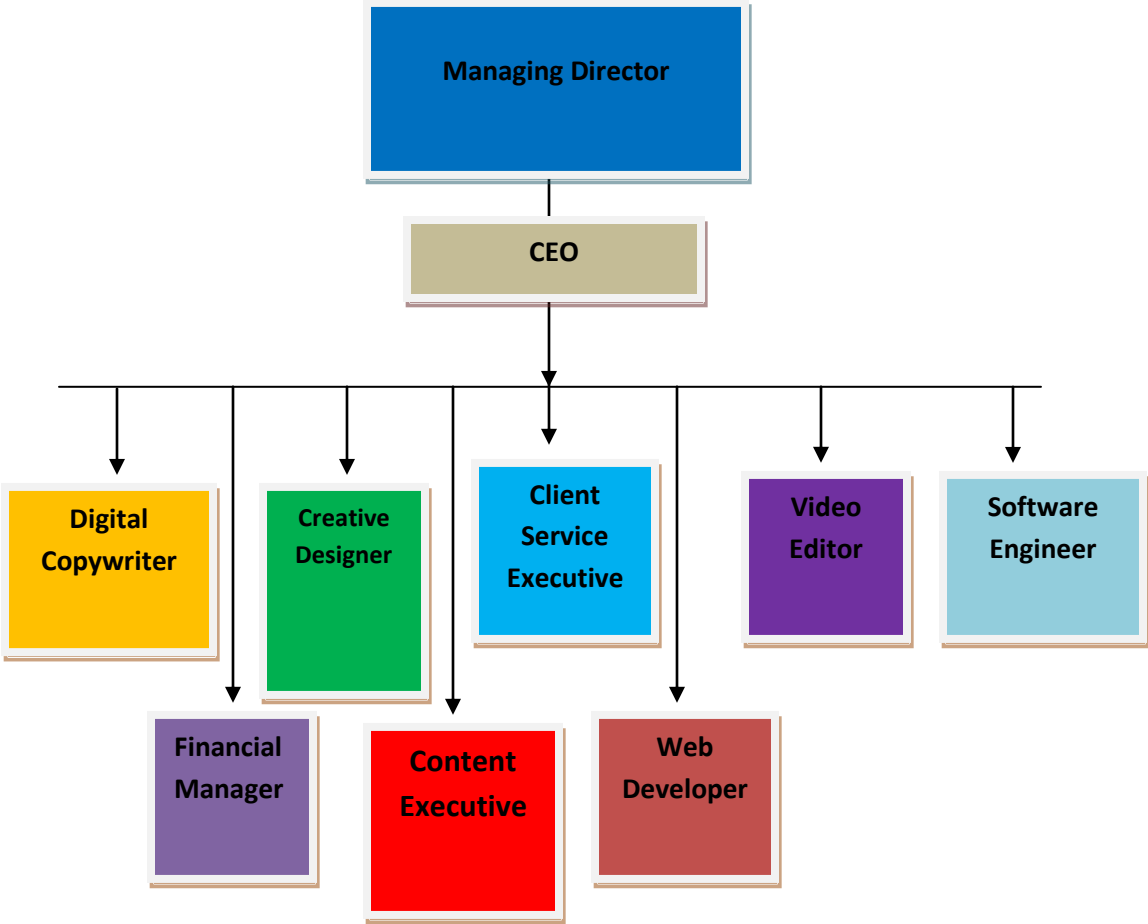 Managing Director
CEO
Digital
Copywriter
Creative
Designer
Client
Service
Executive
Video
Editor
Software
Engineer
Financial
Manager
Content
Executive
Web
Developer